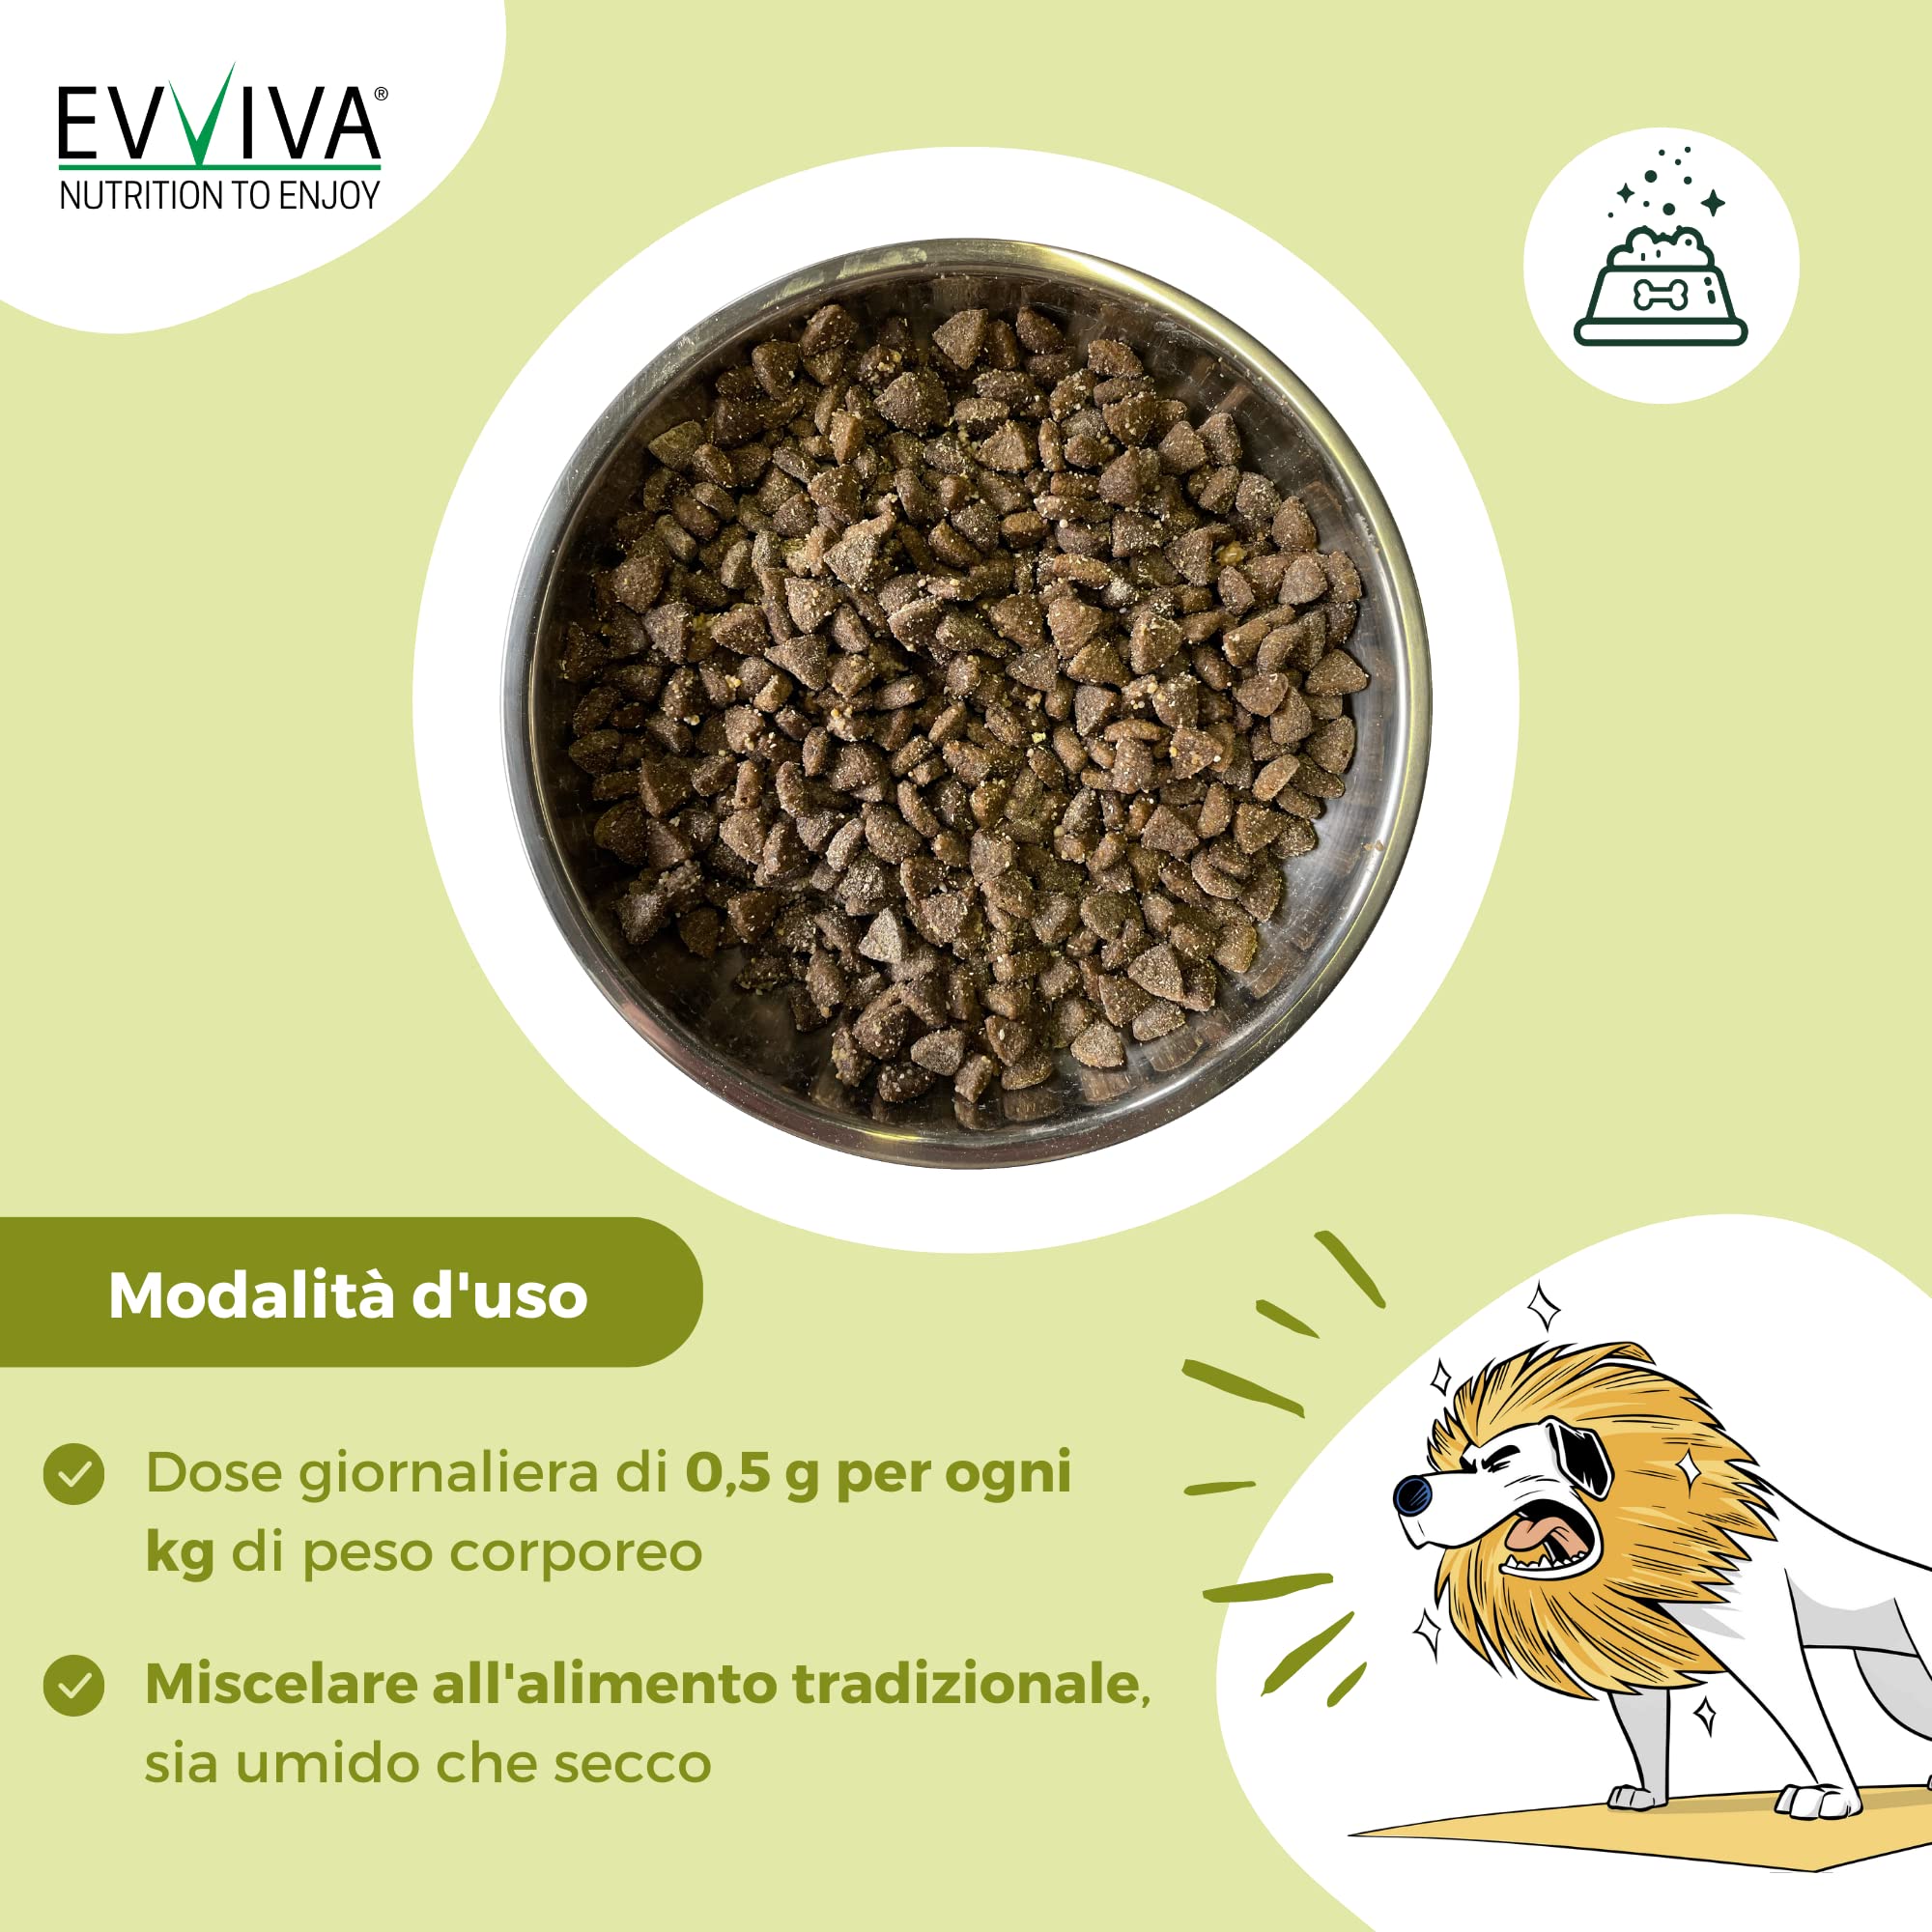 EVVIVA®
NUTRITION TO ENJOY
Modalità d'uso
Dose giornaliera di 0,5 g per ogni
kg di peso corporeo
Miscelare all'alimento tradizionale,
sia umido che secco